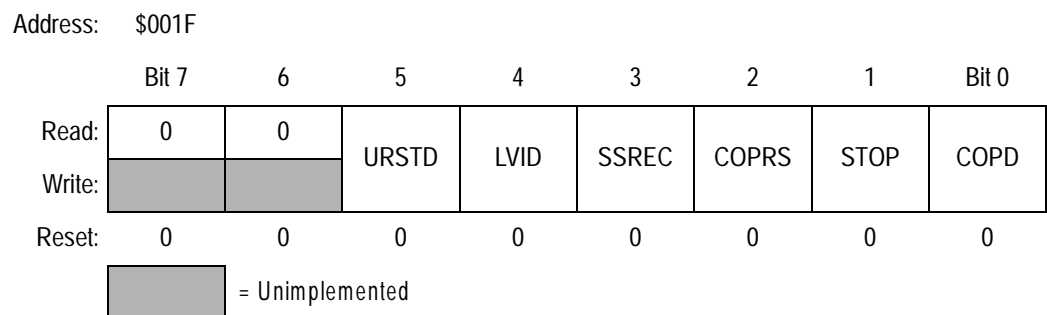 Address: $001F
Bit 7 6 5 4 3 2 1 Bit 0
Read: 0 0 URSTD LVID SSREC COPRS STOP COPD
Write:
Reset: 0 0 0 0 0 0 0 0
= Unimplemented